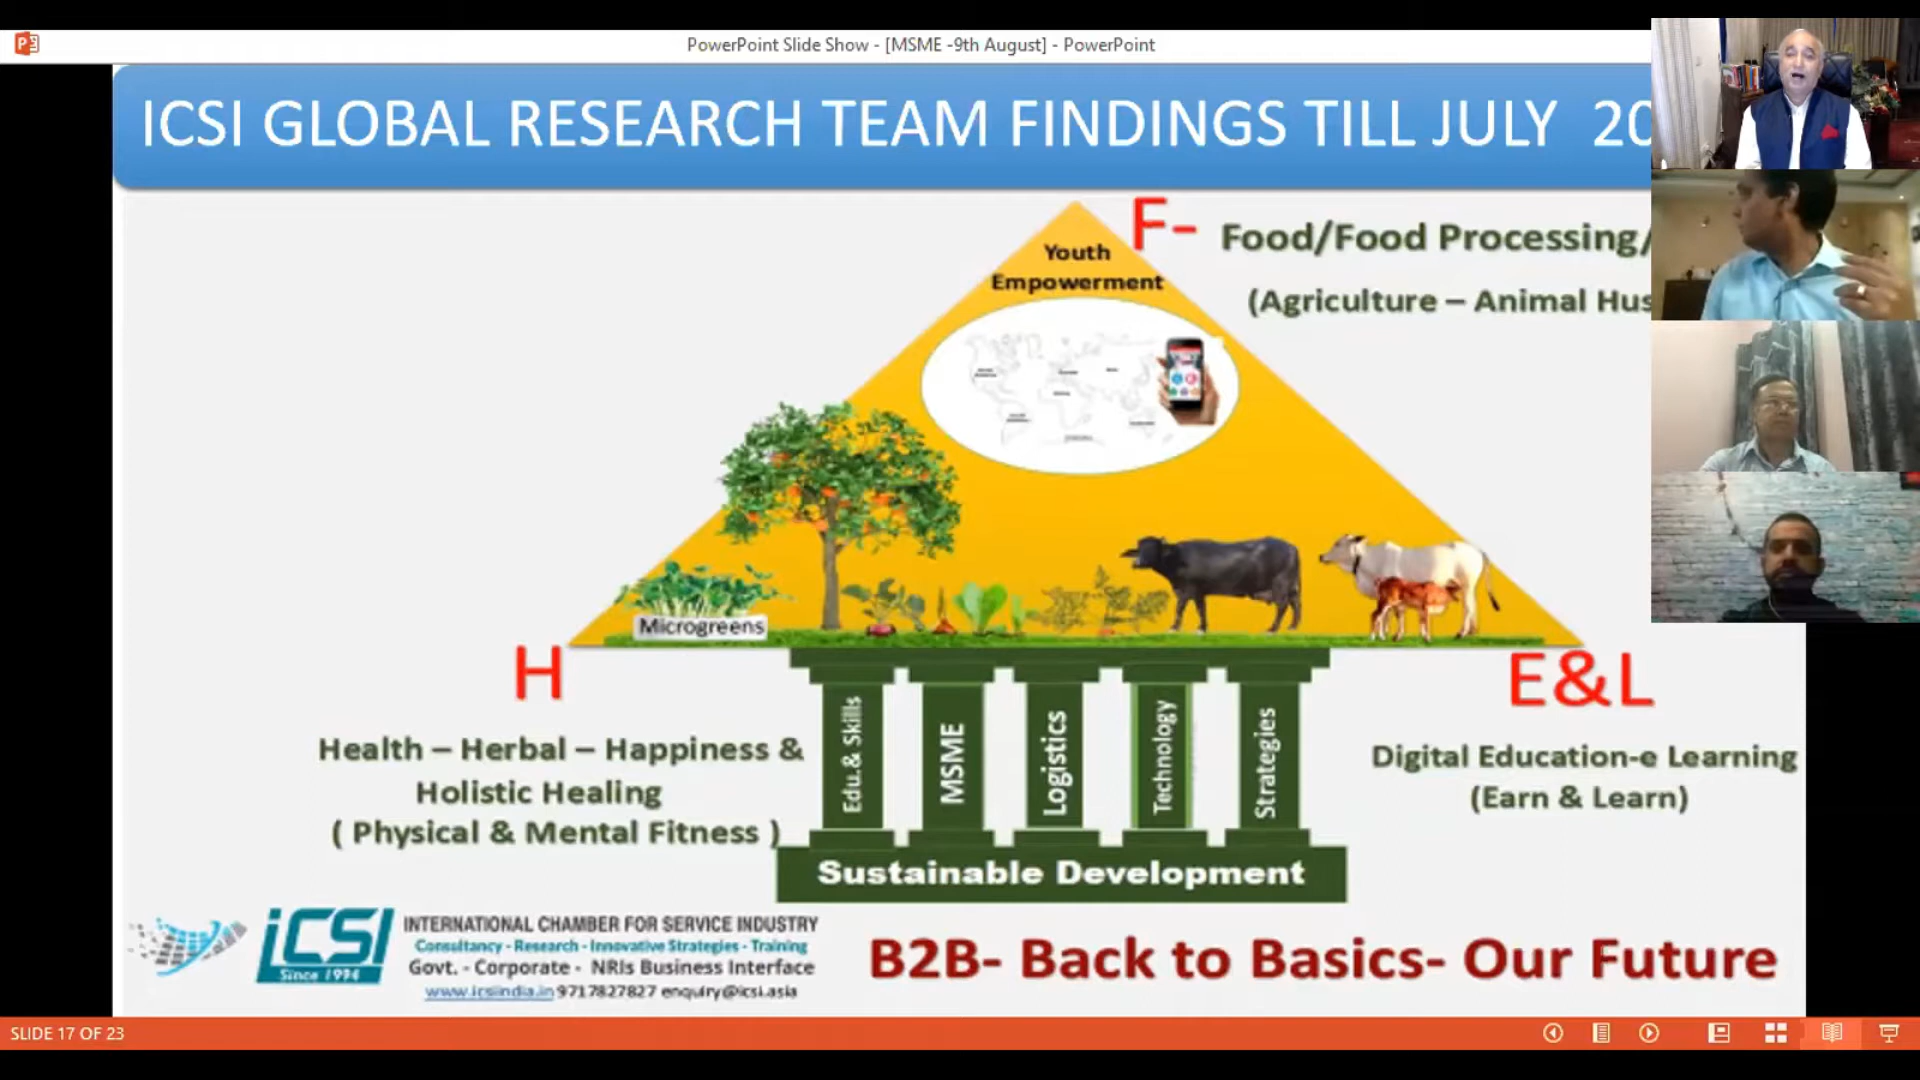 PowerPoint Slide Show - [MSME -9th August] - PowerPoint
ICSI GLOBAL RESEARCH TEAM FINDINGS TILL JULY 20
F- Food/Food Processing/
(Agriculture – Animal Hus
Youth
Empowerment
Microgreens
H
E&L
Health – Herbal – Happiness &
Holistic Healing
( Physical & Mental Fitness )
Edu.& Skills
MSME
Logistics
Technology
Strategies
Digital Education-e Learning
(Earn & Learn)
Sustainable Development
iCSI
Since 1994
INTERNATIONAL CHAMBER FOR SERVICE INDUSTRY
Consultancy - Research - Innovative Strategies - Training
Govt. - Corporate - NRIs Business Interface
www.icsiindia.in 9717827827 enquiry@icsi.asia
B2B- Back to Basics- Our Future
SLIDE 17 OF 23